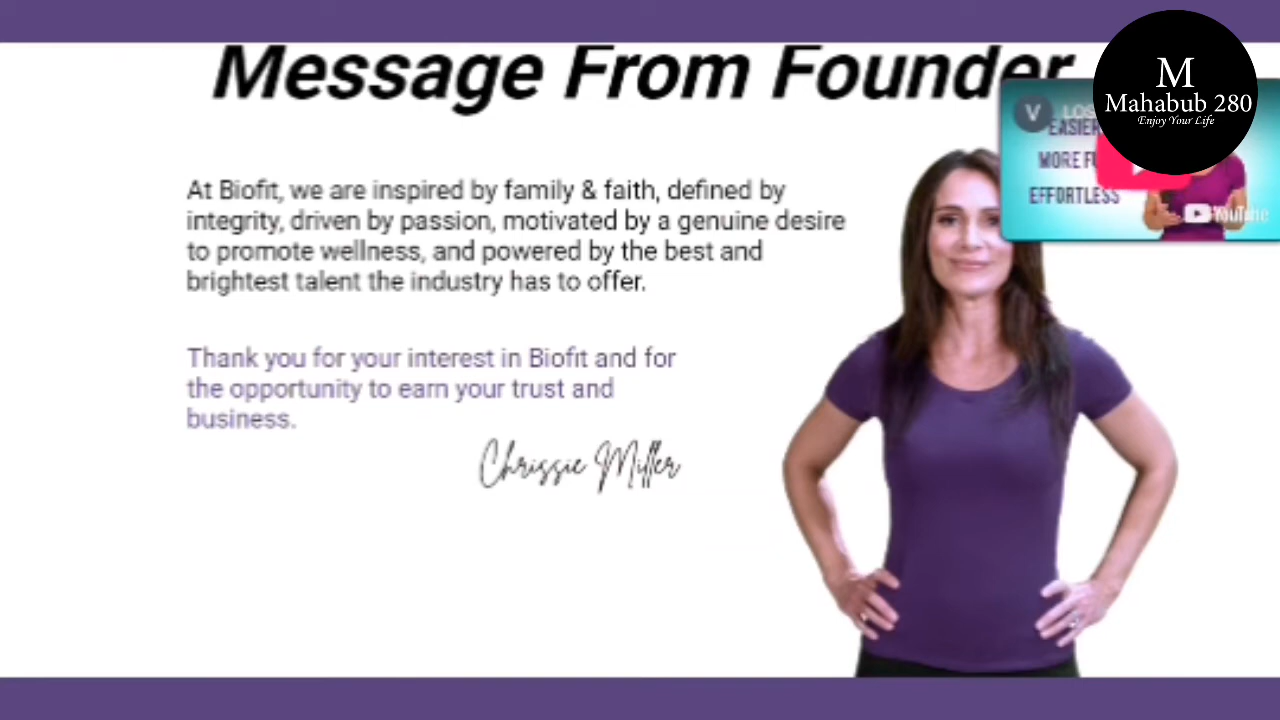 Message From Founder
M
Mahabub 280
Enjoy Your Life
V
EASIER
EFFORTLESS
YouTube
At Biofit, we are inspired by family & faith, defined by
integrity, driven by passion, motivated by a genuine desire
to promote wellness, and powered by the best and
brightest talent the industry has to offer.
Thank you for your interest in Biofit and for
the opportunity to earn your trust and
business.
Chrissie Miller